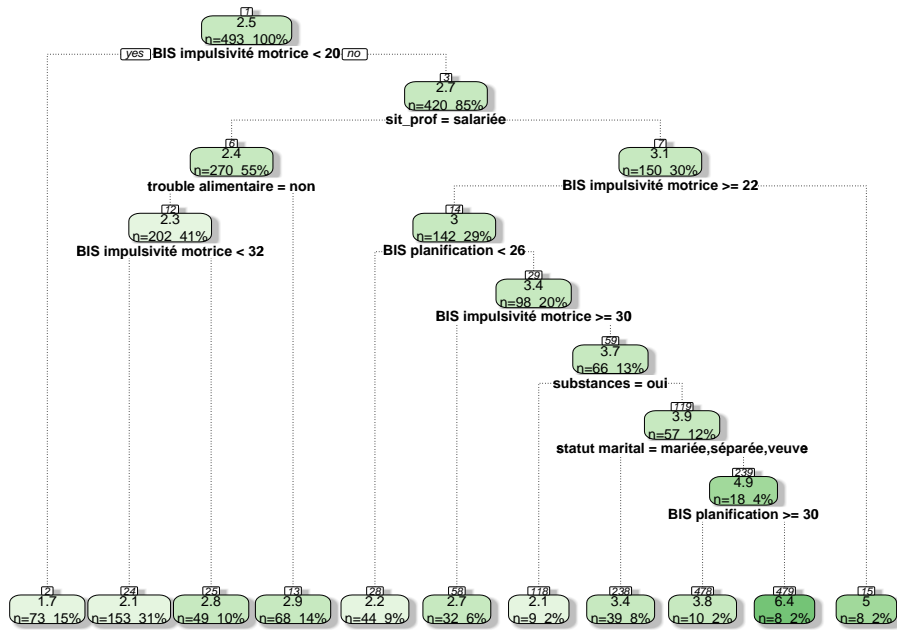 1
2.5
n=493 100%
yes BIS impulsivité motrice < 20 no
3
2.7
n=420 85%
sit_prof = salariée
6
2.4
n=270 55%
trouble alimentaire = non
7
3.1
n=150 30%
BIS impulsivité motrice >= 22
12
2.3
n=202 41%
BIS impulsivité motrice < 32
14
3
n=142 29%
BIS planification < 26
29
3.4
n=98 20%
BIS impulsivité motrice >= 30
59
3.7
n=66 13%
substances = oui
119
3.9
n=57 12%
statut marital = mariée,séparée,veuve
239
4.9
n=18 4%
BIS planification >= 30
2
1.7
n=73 15%
24
2.1
n=153 31%
25
2.8
n=49 10%
13
2.9
n=68 14%
28
2.2
n=44 9%
58
2.7
n=32 6%
118
2.1
n=9 2%
238
3.4
n=39 8%
478
3.8
n=10 2%
479
6.4
n=8 2%
15
5
n=8 2%